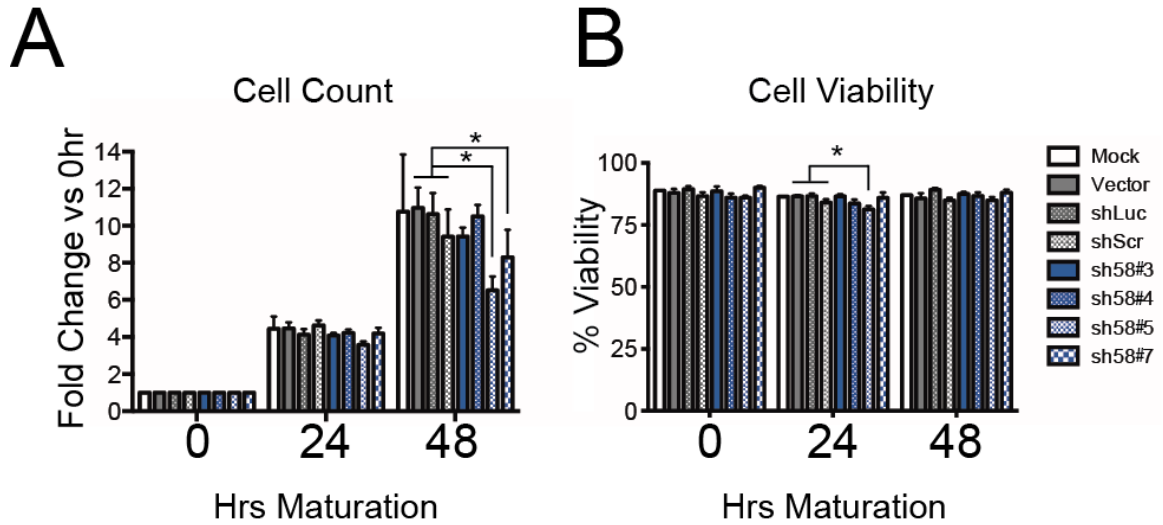 A
Cell Count
Fold Change vs 0hr
14
12
10
8
6
4
2
0
*
*
0 24 48
Hrs Maturation
B
Cell Viability
% Viability
100
75
50
25
0
*
0 24 48
Hrs Maturation
Mock
Vector
shLuc
shScr
sh58#3
sh58#4
sh58#5
sh58#7